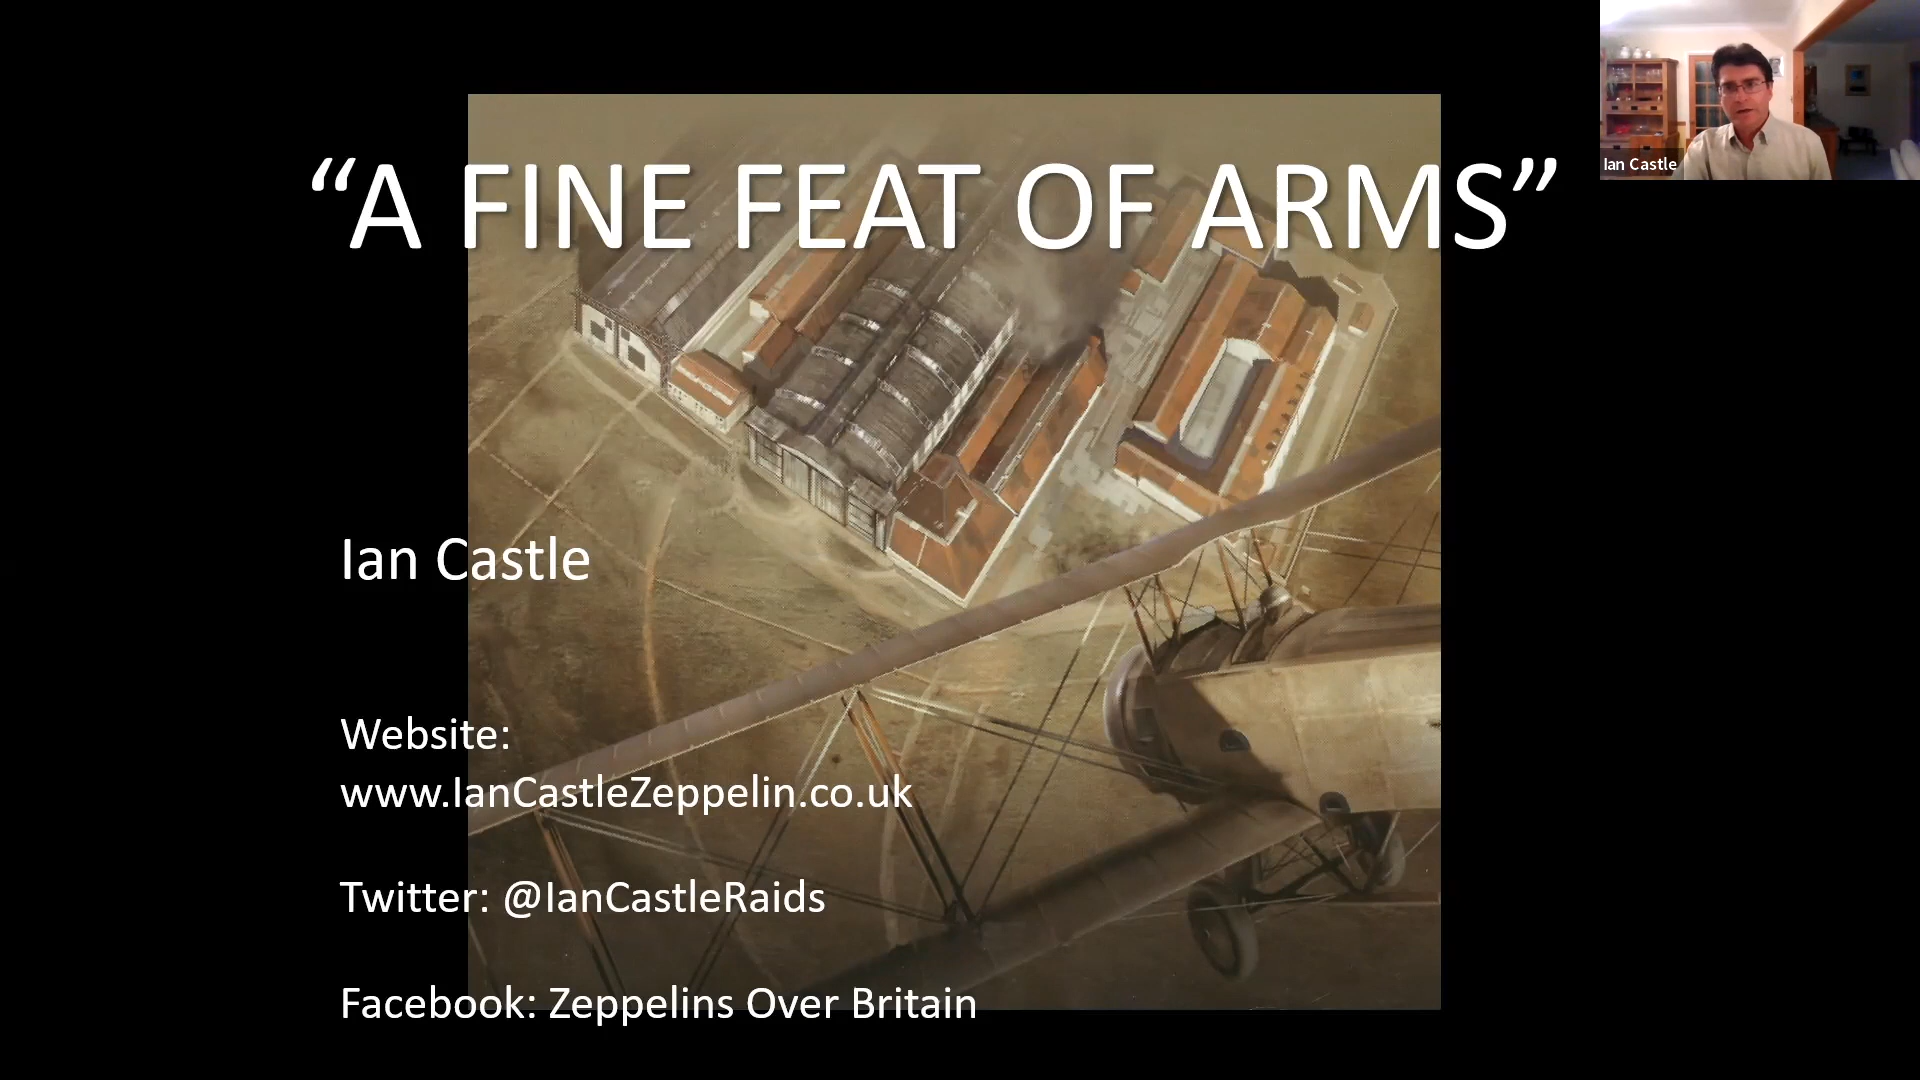 “A FINE FEAT OF ARMS”
Ian Castle
Ian Castle
Website:
www.IanCastleZeppelin.co.uk
Twitter: @IanCastleRaids
Facebook: Zeppelins Over Britain